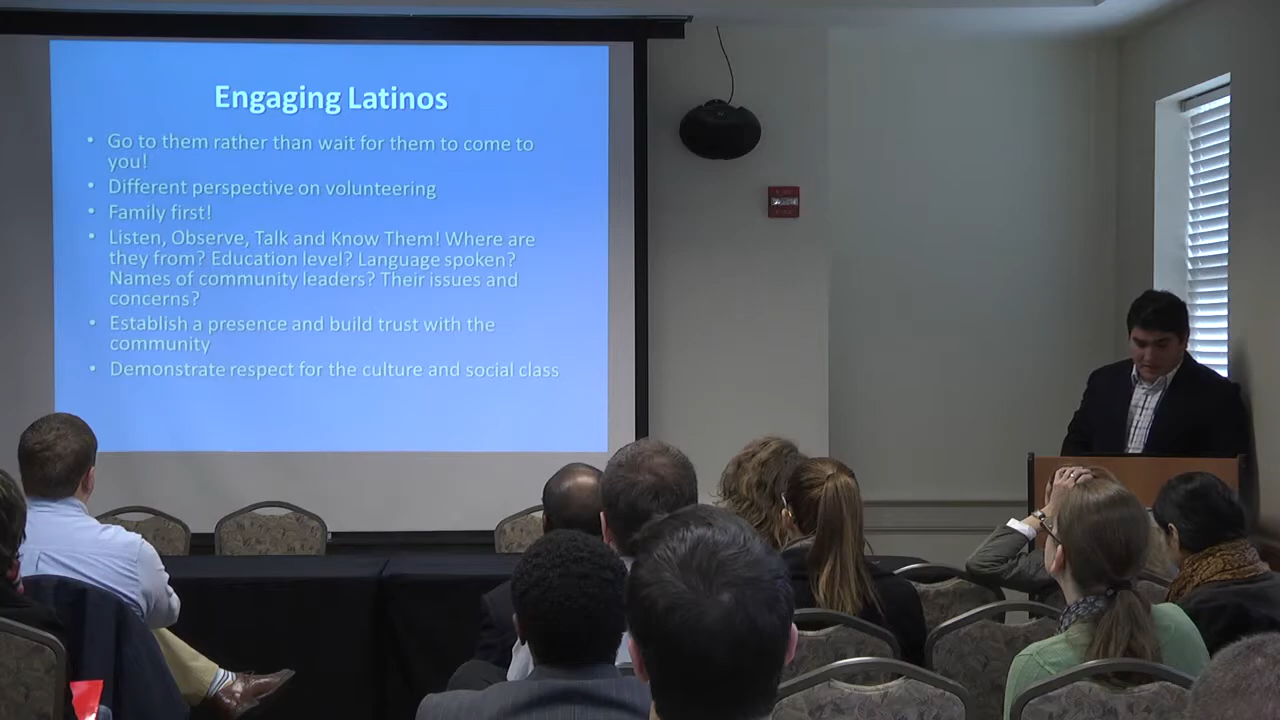 Engaging Latinos
• Go to them rather than wait for them to come to
you!
• Different perspective on volunteering
• Family first!
• Listen, Observe, Talk and Know Them! Where are
they from? Education level? Language spoken?
Names of community leaders? Their issues and
concerns?
• Establish a presence and build trust with the
community
• Demonstrate respect for the culture and social class